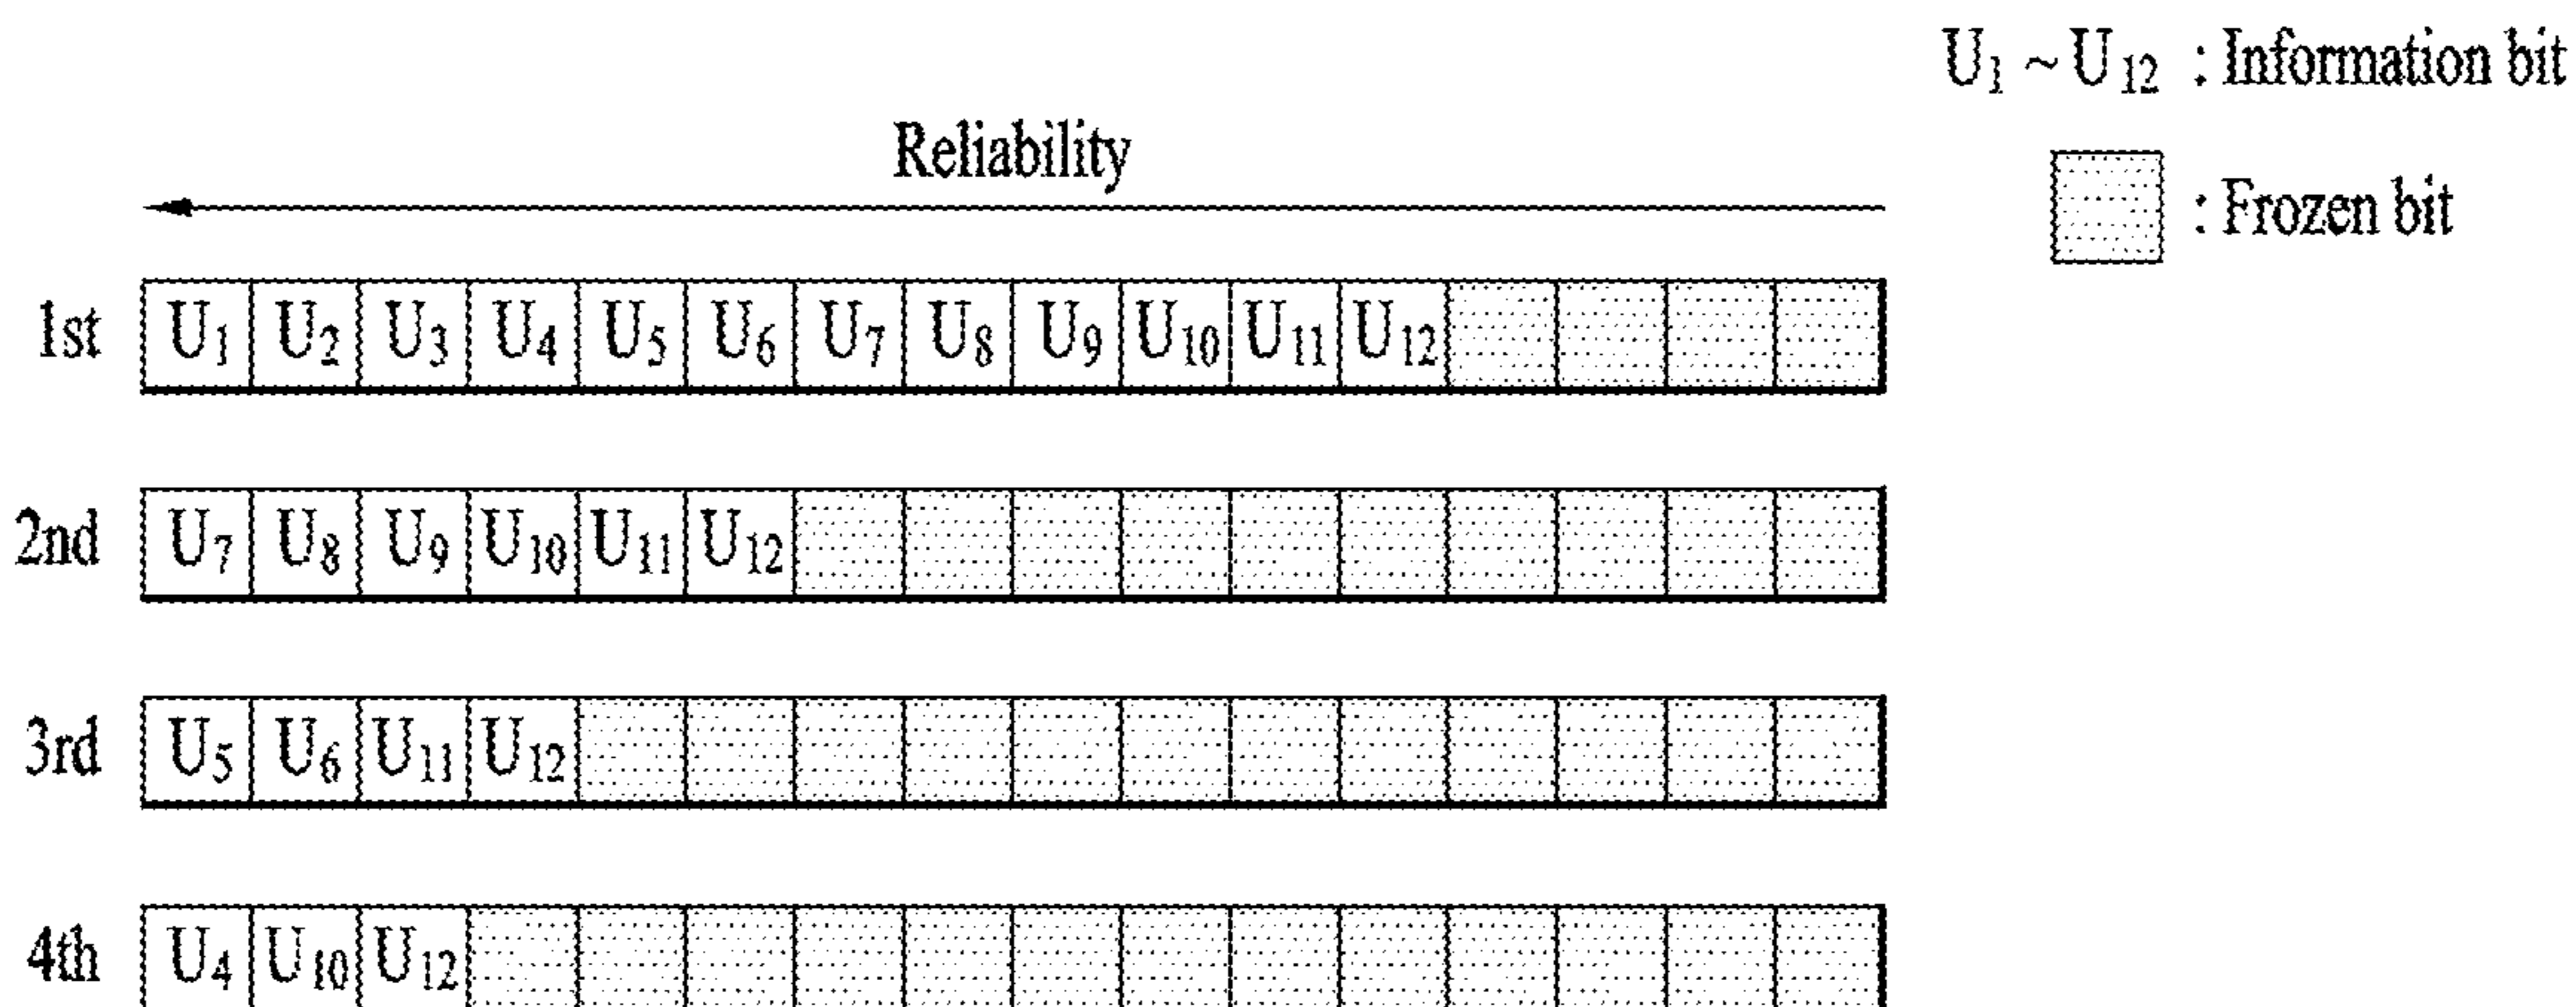 U₁ ~ U₁₂ : Information bit
Reliability
: Frozen bit
1st U₁ U₂ U₃ U₄ U₅ U₆ U₇ U₈ U₉ U₁₀ U₁₁ U₁₂
2nd U₇ U₈ U₉ U₁₀ U₁₁ U₁₂
3rd U₅ U₆ U₁₁ U₁₂
4th U₄ U₁₀ U₁₂